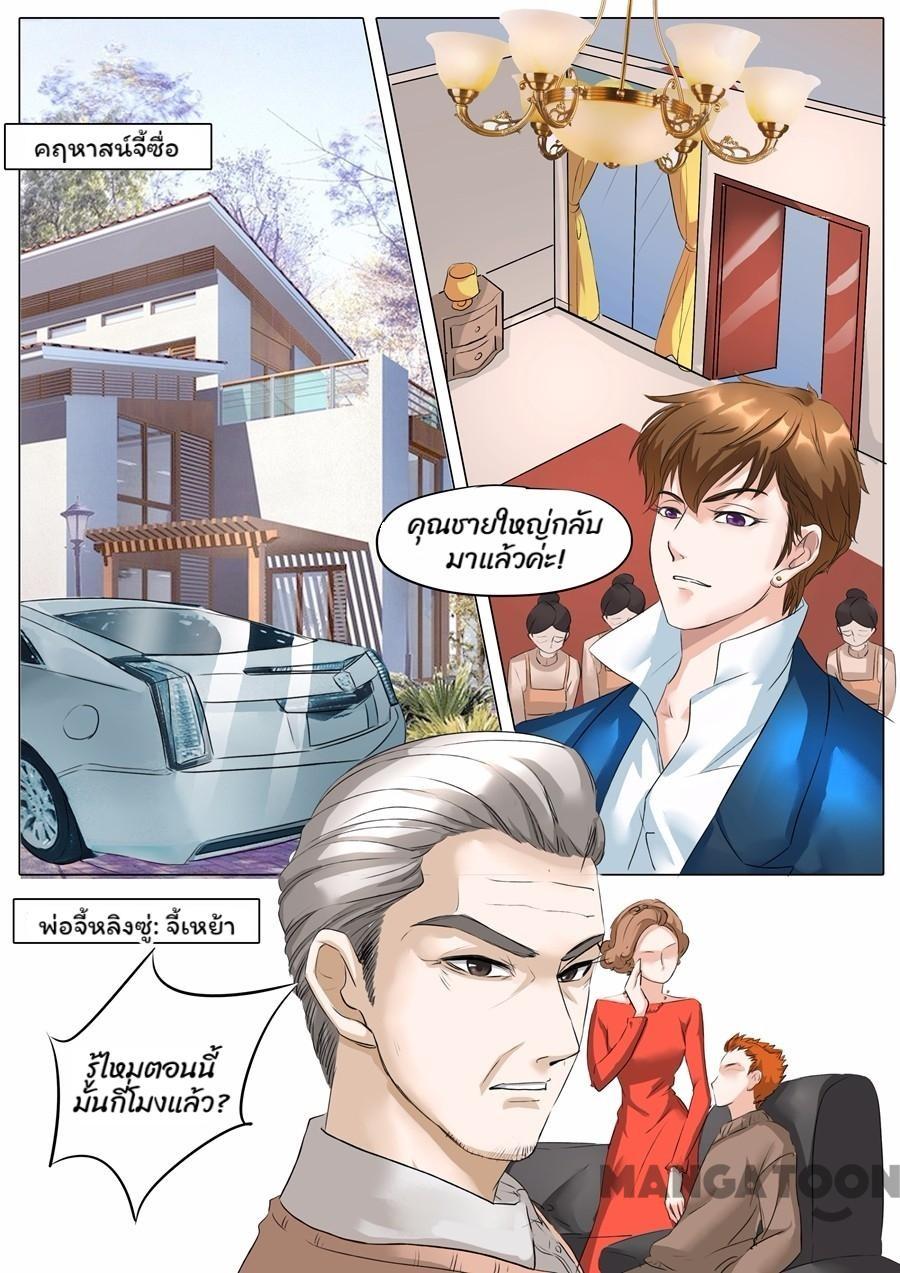 คฤหาสน์จี้ซื่อ
คุณชายใหญ่กลับ
มาแล้วค่ะ!
พ่อจี้หลิงซู่: จี้เหย้า
รู้ไหมตอนนี้
มันกี่โมงแล้ว?
MANGATOON